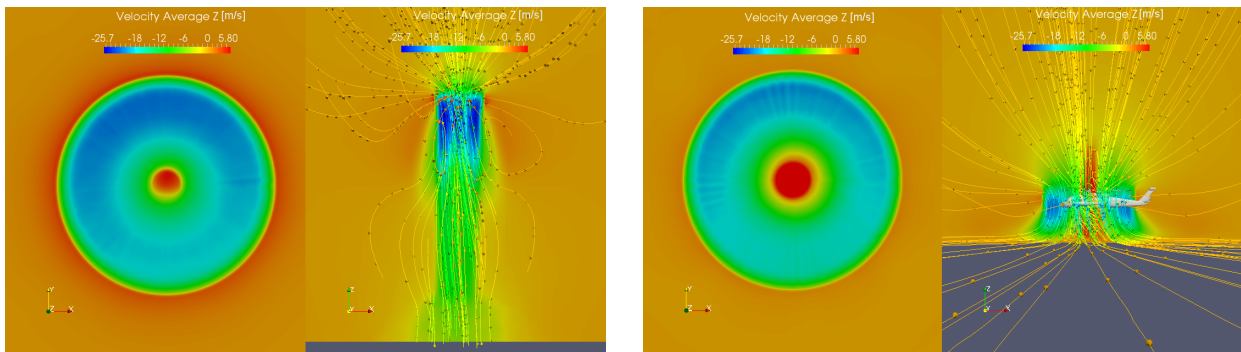 Velocity Average Z [m/s]
-25.7 -18 -12 -6 0 5.80
Y
Z X
Velocity Average Z [m/s]
-25.7 -18 -12 -6 0 5.80
Z
Y X
Velocity Average Z [m/s]
-25.7 -18 -12 -6 0 5.80
Y
Z X
Velocity Average Z [m/s]
-25.7 -18 -12 -6 0 5.80
Z
Y X